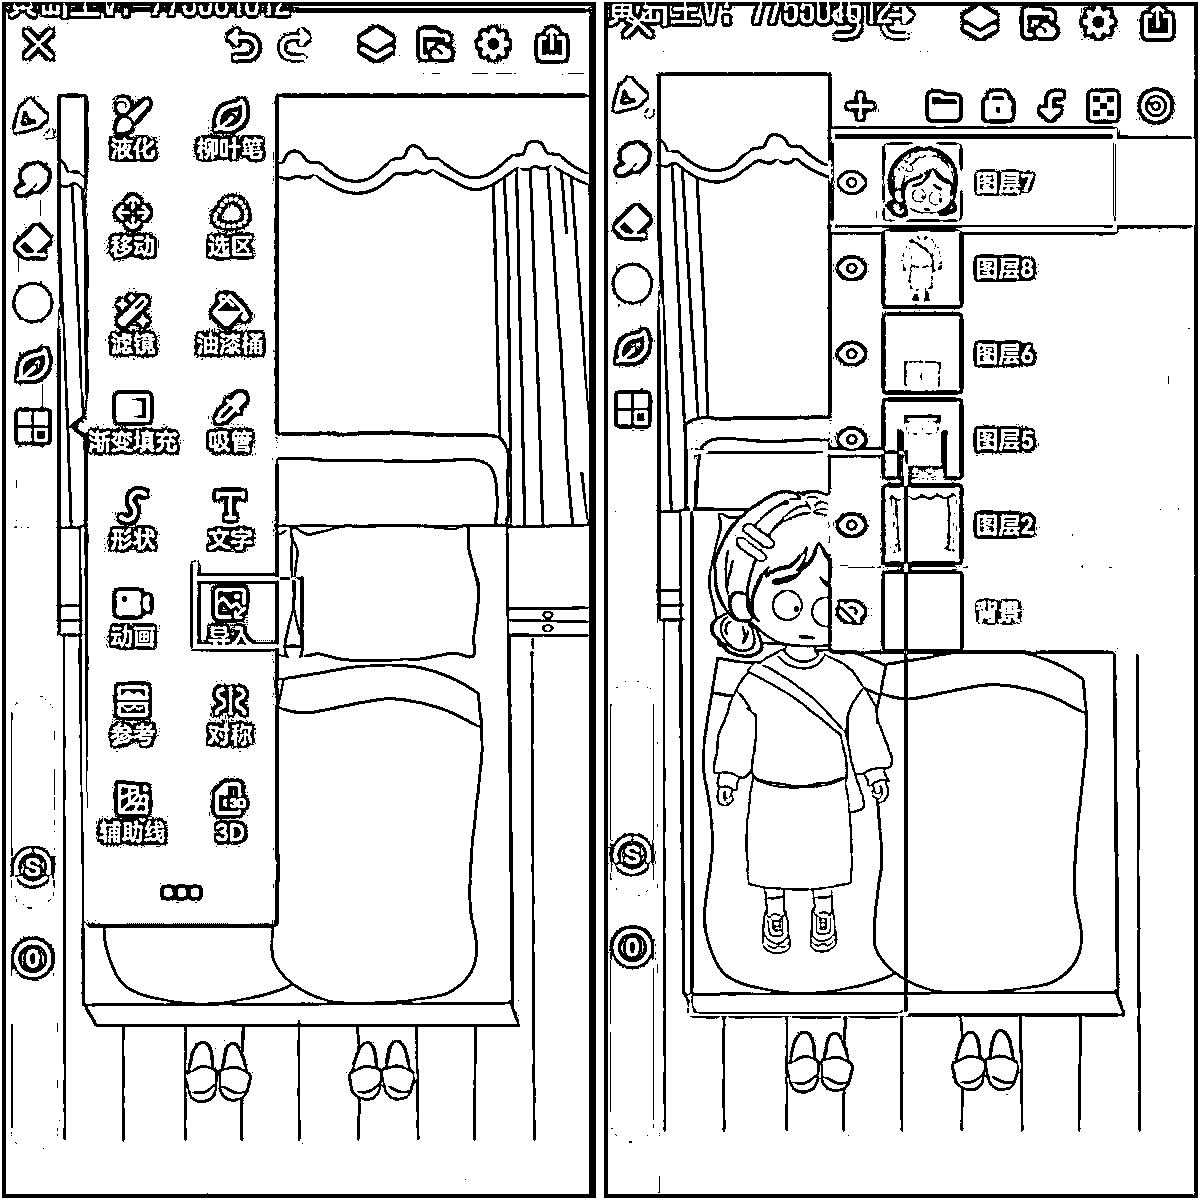 液化 柳叶笔
移动 选区
滤镜 油漆桶
渐变填充 吸管
形状 文字
动画 导入
参考 对称
辅助线 3D
S
0
图层7
图层8
图层6
图层5
图层2
背景
S
0